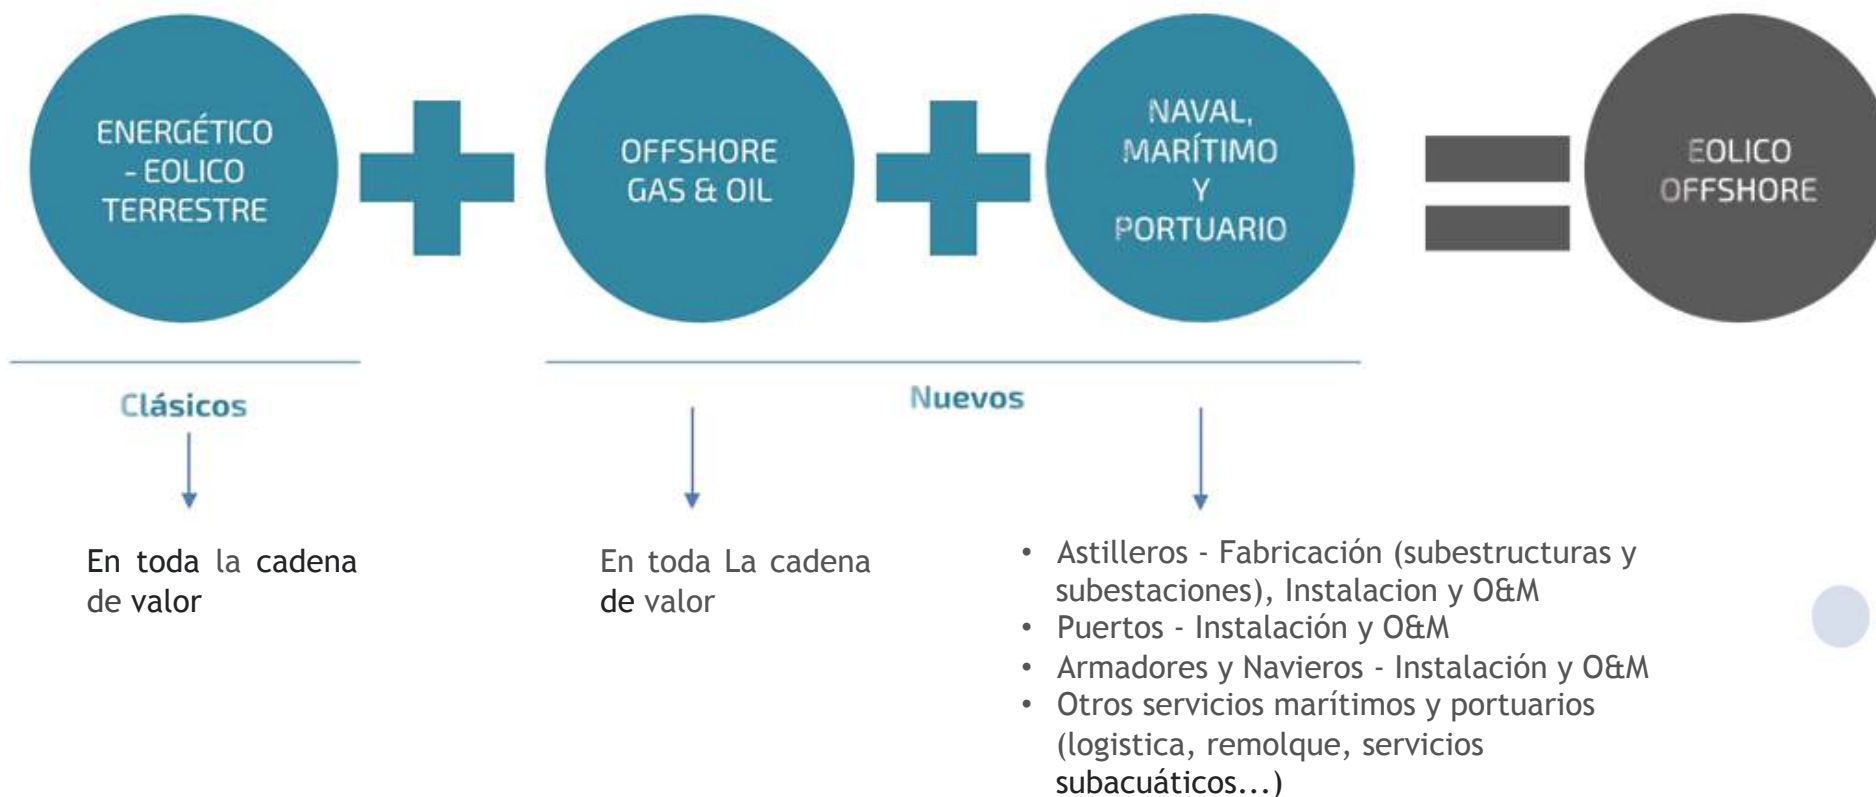 ENERGÉTICO
- EOLICO
TERRESTRE
OFFSHORE
GAS & OIL
NAVAL,
MARÍTIMO
Y
PORTUARIO
EOLICO
OFFSHORE
Clásicos
Nuevos
En toda la cadena
de valor
En toda La cadena
de valor
• Astilleros - Fabricación (subestructuras y
subestaciones), Instalacion y O&M
• Puertos - Instalación y O&M
• Armadores y Navieros - Instalación y O&M
• Otros servicios marítimos y portuarios
(logistica, remolque, servicios
subacuáticos...)